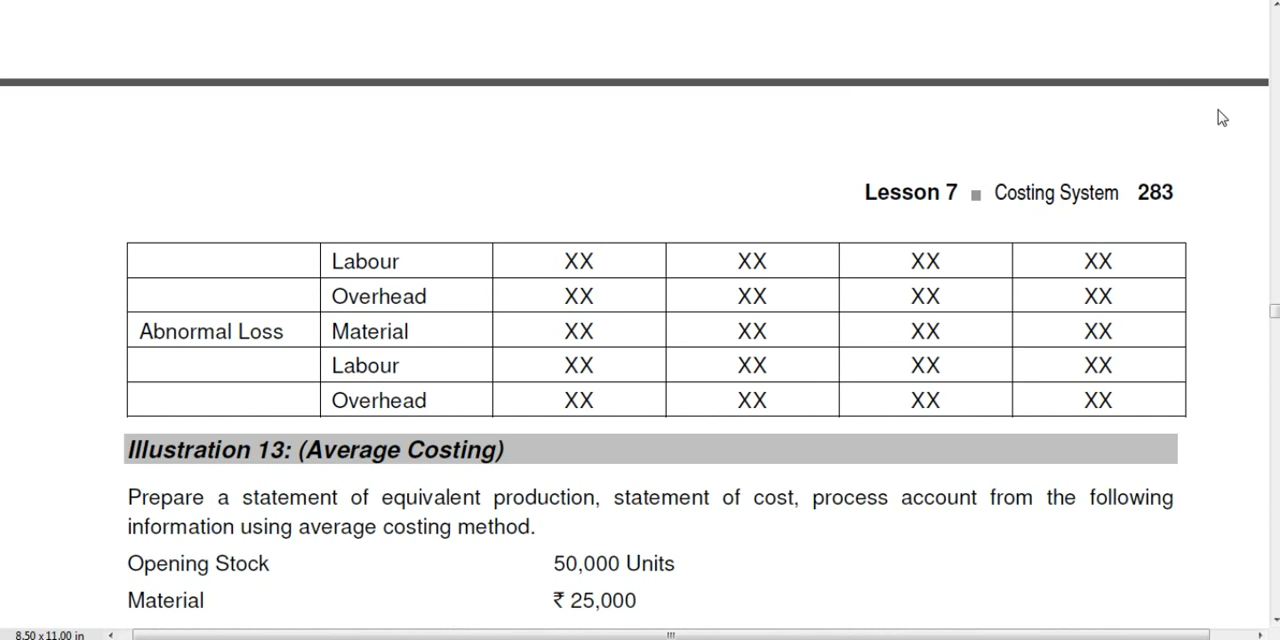 Lesson 7 ■ Costing System 283
Labour XX XX XX XX
Overhead XX XX XX XX
Abnormal Loss Material XX XX XX XX
Labour XX XX XX XX
Overhead XX XX XX XX
Illustration 13: (Average Costing)
Prepare a statement of equivalent production, statement of cost, process account from the following
information using average costing method.
Opening Stock 50,000 Units
Material ₹ 25,000
8.50 x 11.00 in